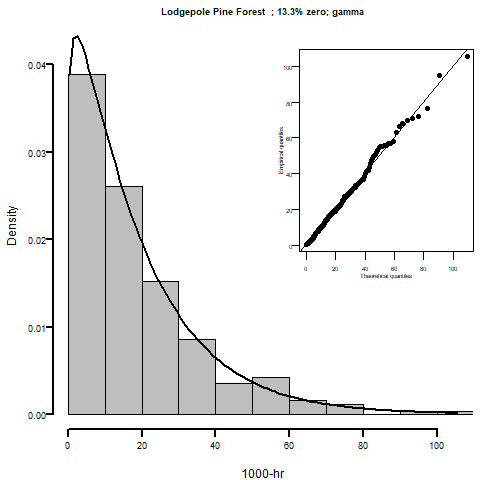 Lodgepole Pine Forest ; 13.3% zero; gamma
Density
0.04
0.03
0.02
0.01
0.00
0 20 40 60 80 100
1000-hr
Empirical quantiles
100
80
60
40
20
0
0 20 40 60 80 100
Theoretical quantiles